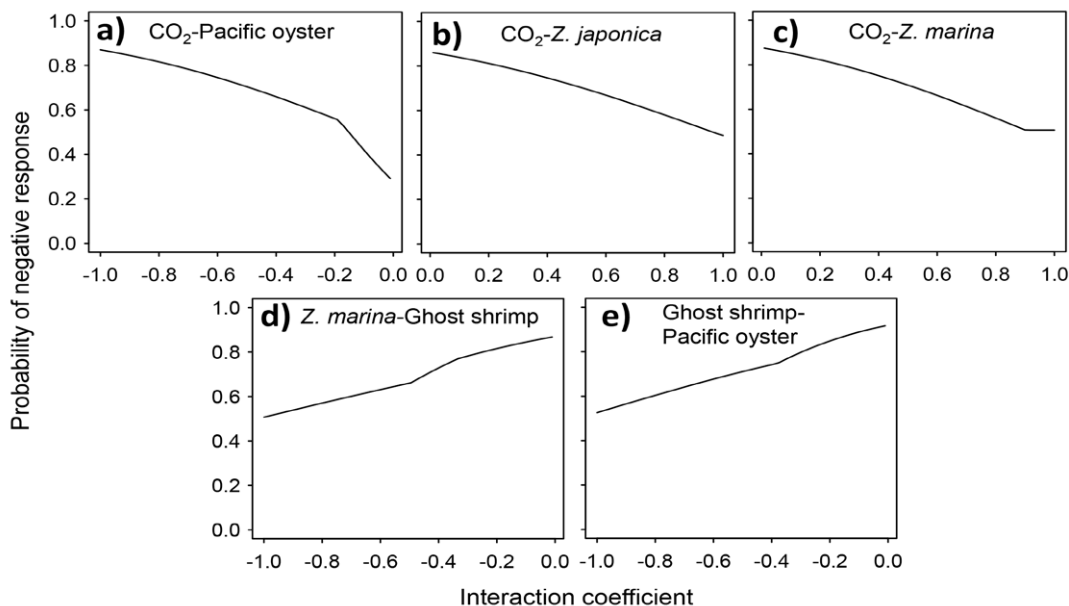 Probability of negative response
a) CO₂-Pacific oyster
1.0
0.8
0.6
0.4
0.2
0.0
-1.0 -0.8 -0.6 -0.4 -0.2 0.0
b) CO₂-Z. japonica
0.0 0.2 0.4 0.6 0.8 1.0
c) CO₂-Z. marina
0.0 0.2 0.4 0.6 0.8 1.0
d) Z. marina-Ghost shrimp
1.0
0.8
0.6
0.4
0.2
0.0
-1.0 -0.8 -0.6 -0.4 -0.2 0.0
e) Ghost shrimp-
Pacific oyster
-1.0 -0.8 -0.6 -0.4 -0.2 0.0
Interaction coefficient